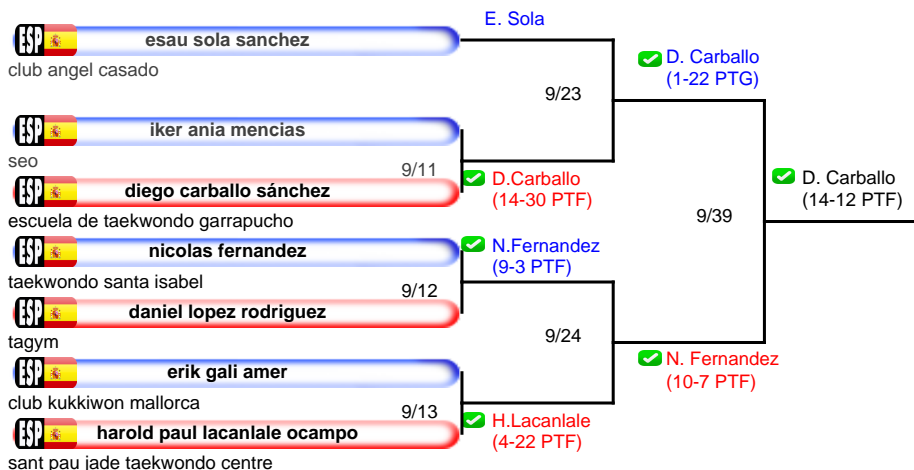 E. Sola
ESP esau sola sanchez
club angel casado
D. Carballo
(1-22 PTG)
9/23
ESP iker ania mencias
seo
9/11
D.Carballo
(14-30 PTF)
ESP diego carballo sánchez
escuela de taekwondo garrapucho
D. Carballo
(14-12 PTF)
9/39
ESP nicolas fernandez
taekwondo santa isabel
N.Fernandez
(9-3 PTF)
9/12
ESP daniel lopez rodriguez
tagym
9/24
N. Fernandez
(10-7 PTF)
ESP erik gali amer
club kukkiwon mallorca
9/13
H.Lacanlale
(4-22 PTF)
ESP harold paul lacanlale ocampo
sant pau jade taekwondo centre